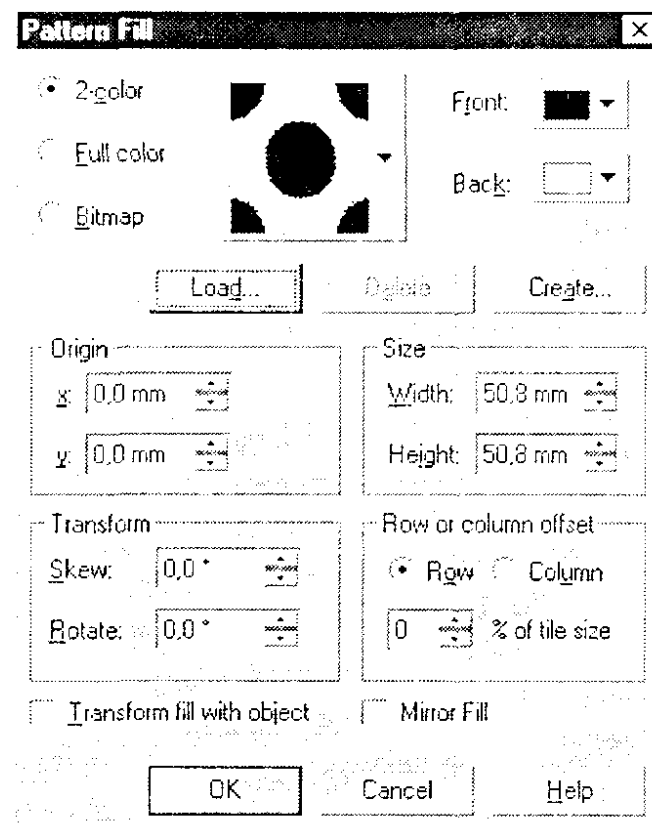 Pattern Fill
2-color
Full color
Bitmap
Front:
Back:
Load... Delete Create...
Origin
x: 0,0 mm
y: 0,0 mm
Size
Width: 50,8 mm
Height: 50,8 mm
Transform
Skew: 0,0 °
Rotate: 0,0 °
Row or column offset
Row Column
0 % of tile size
Transform fill with object Mirror Fill
OK Cancel Help